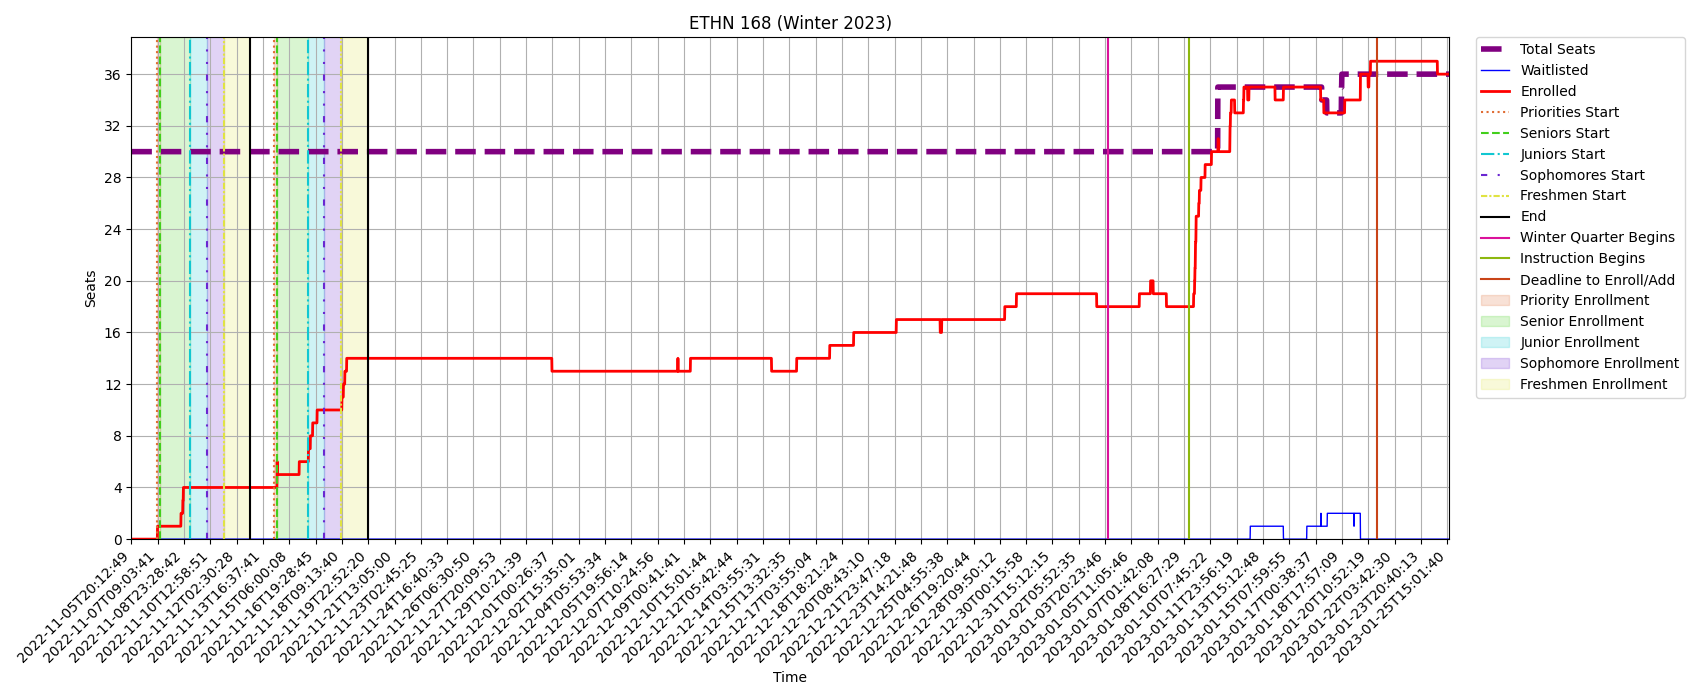 ETHN 168 (Winter 2023)
Seats
36
32
28
24
20
16
12
8
4
0
2022-11-05T20:12:49
2022-11-07T09:03:41
2022-11-08T23:28:42
2022-11-10T12:58:51
2022-11-12T02:30:28
2022-11-13T16:37:41
2022-11-15T06:00:08
2022-11-16T19:28:45
2022-11-18T09:13:40
2022-11-19T22:52:20
2022-11-21T13:05:00
2022-11-23T02:45:25
2022-11-24T16:40:33
2022-11-26T06:30:50
2022-11-27T20:09:53
2022-11-29T10:21:39
2022-12-01T00:26:37
2022-12-02T15:35:01
2022-12-04T05:53:34
2022-12-05T19:56:14
2022-12-07T10:24:56
2022-12-09T01:41:41
2022-12-10T15:01:44
2022-12-12T05:42:44
2022-12-14T03:55:31
2022-12-15T13:32:35
2022-12-17T03:55:04
2022-12-18T18:21:24
2022-12-20T08:43:10
2022-12-21T23:47:18
2022-12-23T14:21:48
2022-12-25T04:55:38
2022-12-26T19:20:44
2022-12-28T09:50:12
2022-12-30T00:15:58
2022-12-31T15:12:15
2023-01-02T05:52:35
2023-01-03T20:23:46
2023-01-05T11:05:46
2023-01-07T01:42:09
2023-01-08T16:27:29
2023-01-10T07:45:22
2023-01-11T23:56:19
2023-01-13T15:12:48
2023-01-15T07:59:55
2023-01-17T00:38:37
2023-01-18T17:57:09
2023-01-20T10:52:19
2023-01-22T03:42:30
2023-01-23T20:40:13
2023-01-25T15:01:40
Time
Total Seats
Waitlisted
Enrolled
Priorities Start
Seniors Start
Juniors Start
Sophomores Start
Freshmen Start
End
Winter Quarter Begins
Instruction Begins
Deadline to Enroll/Add
Priority Enrollment
Senior Enrollment
Junior Enrollment
Sophomore Enrollment
Freshmen Enrollment